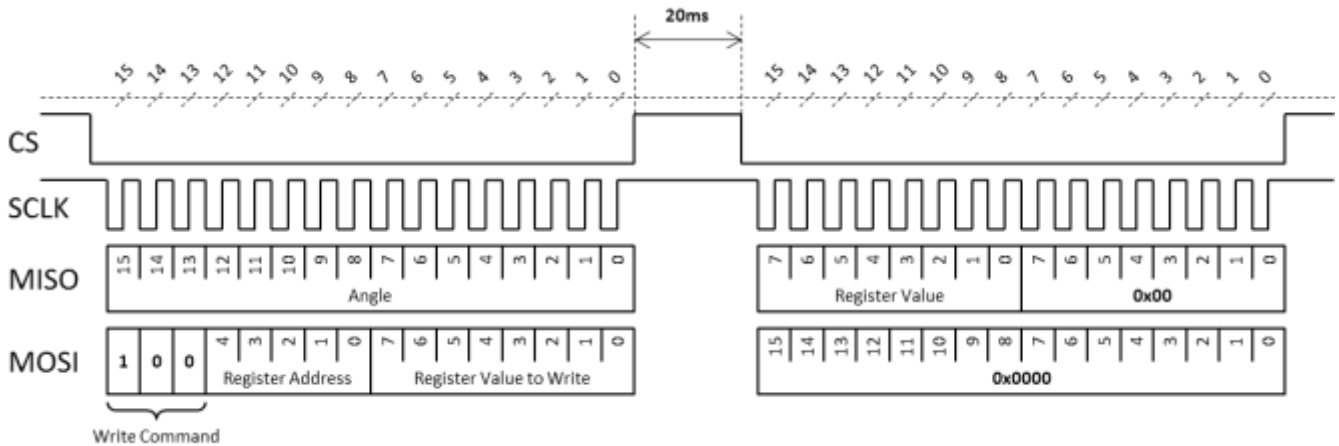 20ms
15 14 13 12 11 10 9 8 7 6 5 4 3 2 1 0 15 14 13 12 11 10 9 8 7 6 5 4 3 2 1 0
CS
SCLK
MISO 15 14 13 12 11 10 9 8 7 6 5 4 3 2 1 0 7 6 5 4 3 2 1 0 7 6 5 4 3 2 1 0
Angle Register Value 0x00
MOSI 1 0 0 4 3 2 1 0 7 6 5 4 3 2 1 0 15 14 13 12 11 10 9 8 7 6 5 4 3 2 1 0
Register Address Register Value to Write 0x0000
Write Command